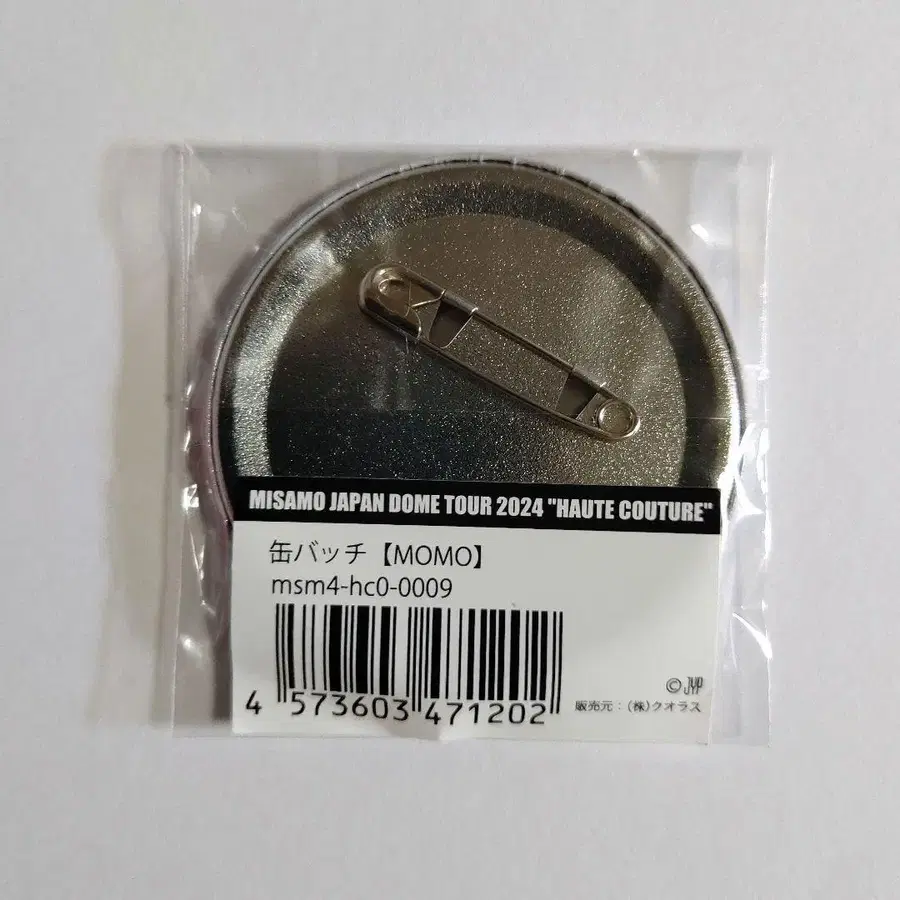 MISAMO JAPAN DOME TOUR 2024 "HAUTE COUTURE"
缶バッチ【MOMO】
msm4-hc0-0009
4 573603 471202
© JYP
販売元：(株)クオラス